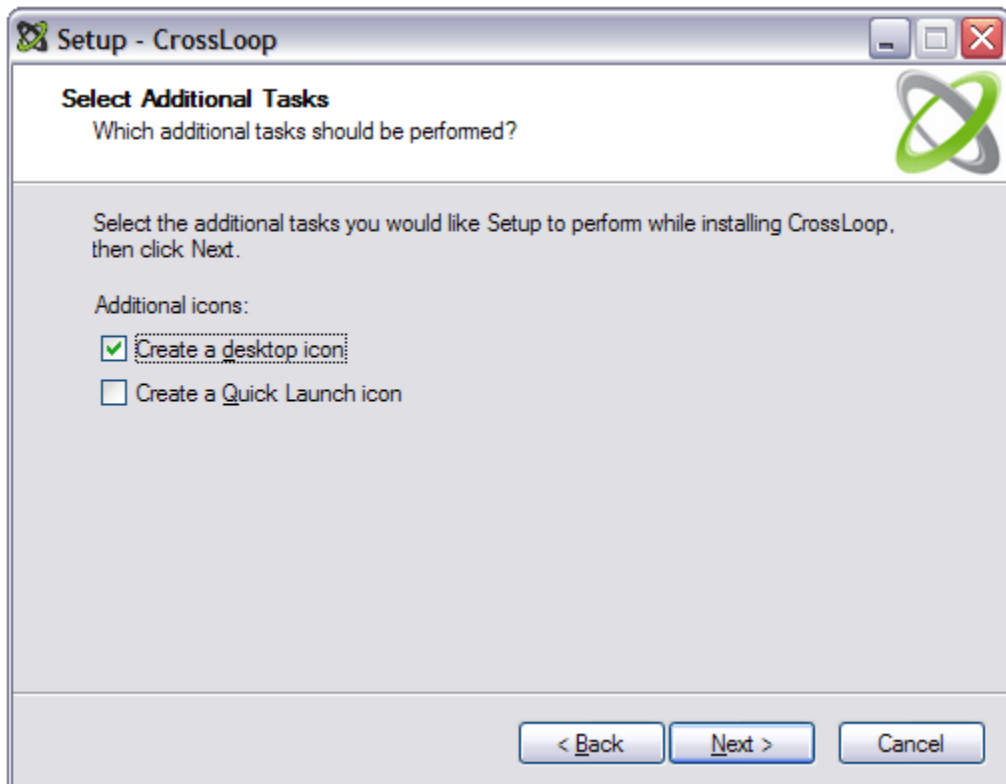 Setup - CrossLoop
Select Additional Tasks
Which additional tasks should be performed?
Select the additional tasks you would like Setup to perform while installing CrossLoop,
then click Next.
Additional icons:
Create a desktop icon
Create a Quick Launch icon
< Back
Next >
Cancel